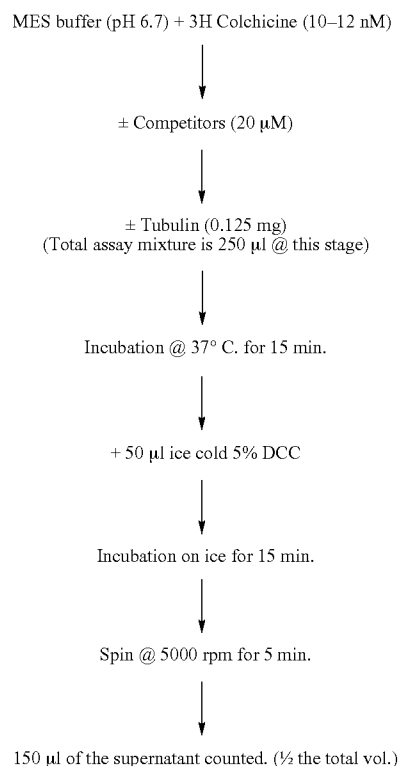 MES buffer (pH 6.7) + 3H Colchicine (10–12 nM)
± Competitors (20 μM)
± Tubulin (0.125 mg)
(Total assay mixture is 250 μl @ this stage)
Incubation @ 37° C. for 15 min.
+ 50 μl ice cold 5% DCC
Incubation on ice for 15 min.
Spin @ 5000 rpm for 5 min.
150 μl of the supernatant counted. (½ the total vol.)